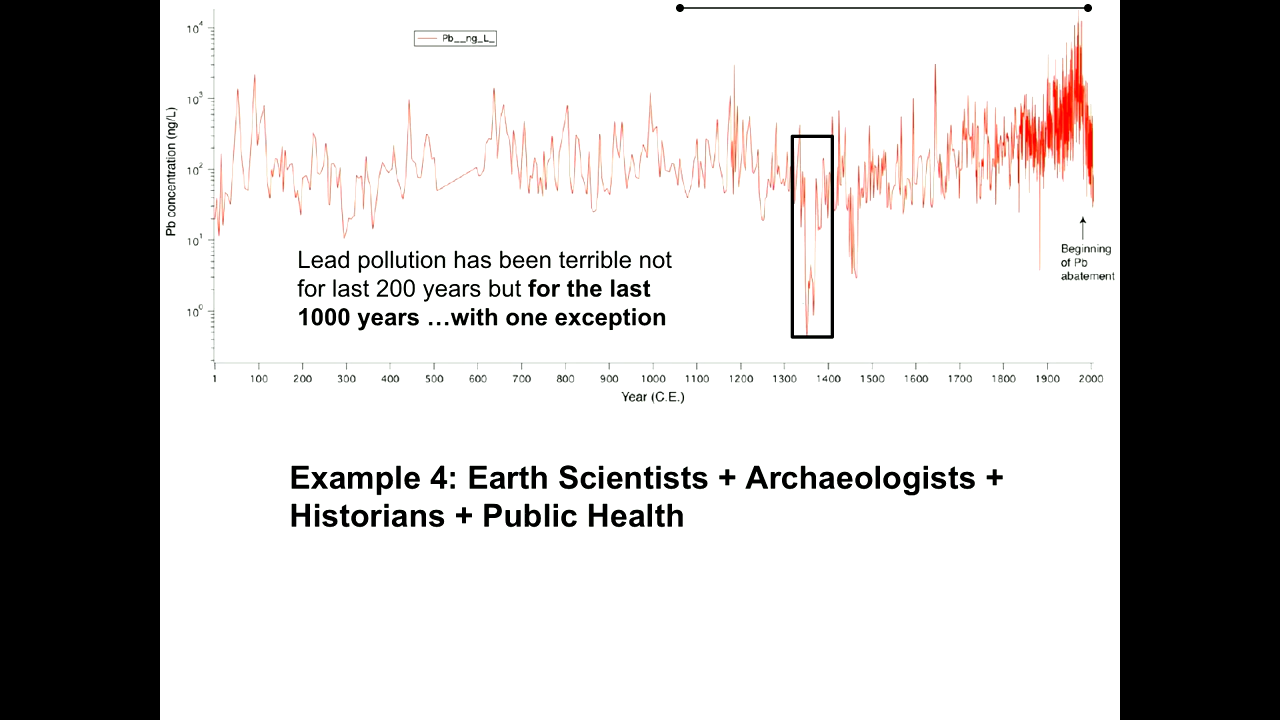 10⁴
Pb__ng_L_
10³
Pb concentration (ng/L)
10²
10¹
10⁰
Lead pollution has been terrible not
for last 200 years but for the last
1000 years …with one exception
Beginning
of Pb
abatement
1 100 200 300 400 500 600 700 800 900 1000 1100 1200 1300 1400 1500 1600 1700 1800 1900 2000
Year (C.E.)
Example 4: Earth Scientists + Archaeologists +
Historians + Public Health